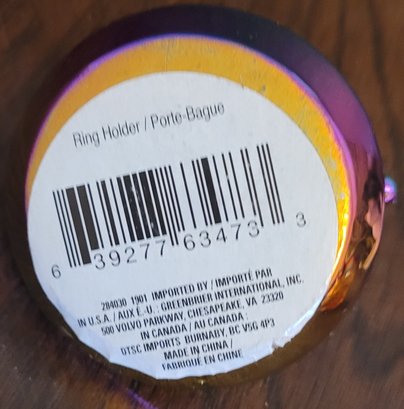 Ring Holder / Porte-Bague
6 39277 63473 3
284030 1901 IMPORTED BY / IMPORTÉ PAR
IN U.S.A. / AUX É.-U. : GREENBRIER INTERNATIONAL, INC.
500 VOLVO PARKWAY, CHESAPEAKE, VA 23320
IN CANADA / AU CANADA :
DTSC IMPORTS BURNABY, BC V5G 4P3
MADE IN CHINA /
FABRIQUÉ EN CHINE